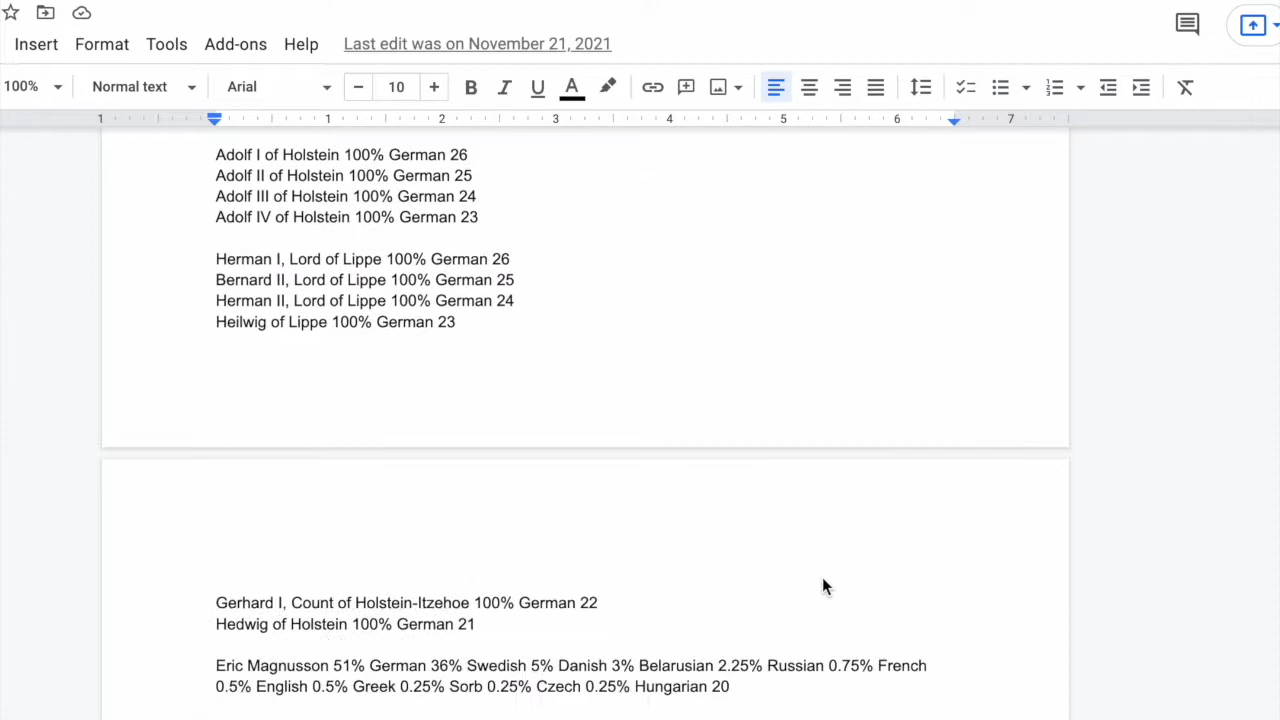 Insert Format Tools Add-ons Help Last edit was on November 21, 2021
100% Normal text Arial 10 B I U A
1 1 2 3 4 5 6 7
Adolf I of Holstein 100% German 26
Adolf II of Holstein 100% German 25
Adolf III of Holstein 100% German 24
Adolf IV of Holstein 100% German 23
Herman I, Lord of Lippe 100% German 26
Bernard II, Lord of Lippe 100% German 25
Herman II, Lord of Lippe 100% German 24
Heilwig of Lippe 100% German 23
Gerhard I, Count of Holstein-Itzehoe 100% German 22
Hedwig of Holstein 100% German 21
Eric Magnusson 51% German 36% Swedish 5% Danish 3% Belarusian 2.25% Russian 0.75% French
0.5% English 0.5% Greek 0.25% Sorb 0.25% Czech 0.25% Hungarian 20